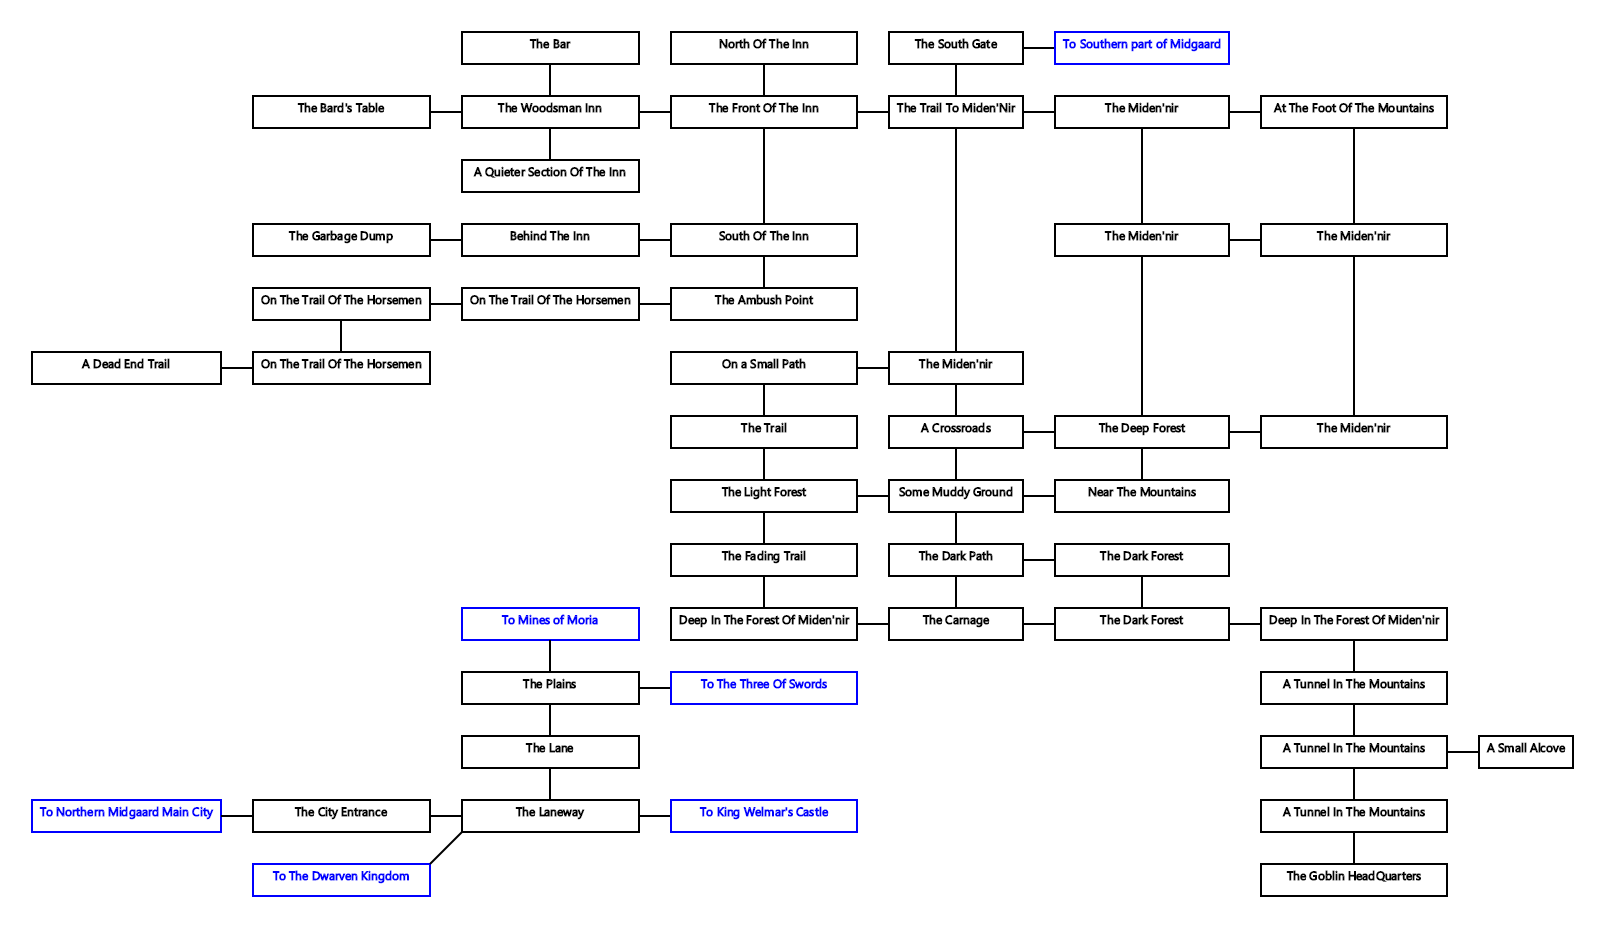 The Bar
North Of The Inn
The South Gate
To Southern part of Midgaard
The Bard's Table
The Woodsman Inn
The Front Of The Inn
The Trail To Miden'Nir
The Miden'nir
At The Foot Of The Mountains
A Quieter Section Of The Inn
The Garbage Dump
Behind The Inn
South Of The Inn
The Miden'nir
The Miden'nir
On The Trail Of The Horsemen
On The Trail Of The Horsemen
The Ambush Point
A Dead End Trail
On The Trail Of The Horsemen
On a Small Path
The Miden'nir
The Trail
A Crossroads
The Deep Forest
The Miden'nir
The Light Forest
Some Muddy Ground
Near The Mountains
The Fading Trail
The Dark Path
The Dark Forest
To Mines of Moria
Deep In The Forest Of Miden'nir
The Carnage
The Dark Forest
Deep In The Forest Of Miden'nir
The Plains
To The Three Of Swords
A Tunnel In The Mountains
The Lane
A Tunnel In The Mountains
A Small Alcove
To Northern Midgaard Main City
The City Entrance
The Laneway
To King Welmar's Castle
A Tunnel In The Mountains
To The Dwarven Kingdom
The Goblin HeadQuarters